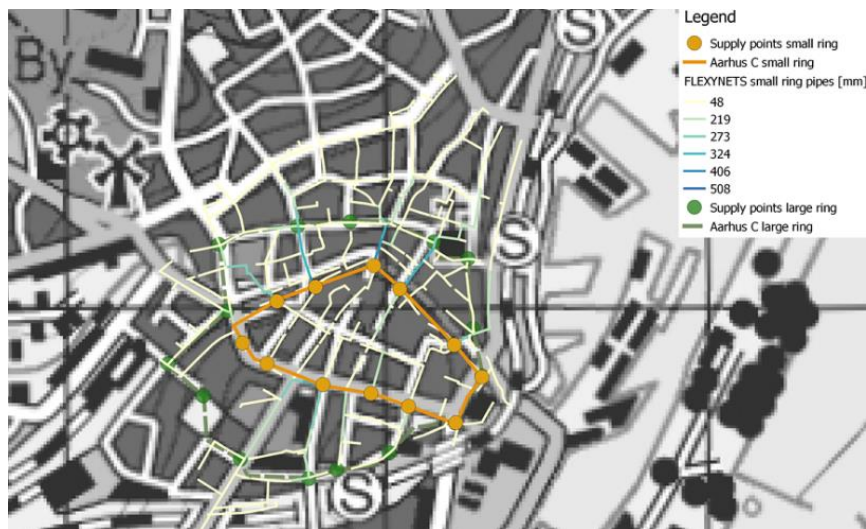 By
S
S
S
Legend
Supply points small ring
Aarhus C small ring
FLEXYNETS small ring pipes [mm]
48
219
273
324
406
508
Supply points large ring
Aarhus C large ring